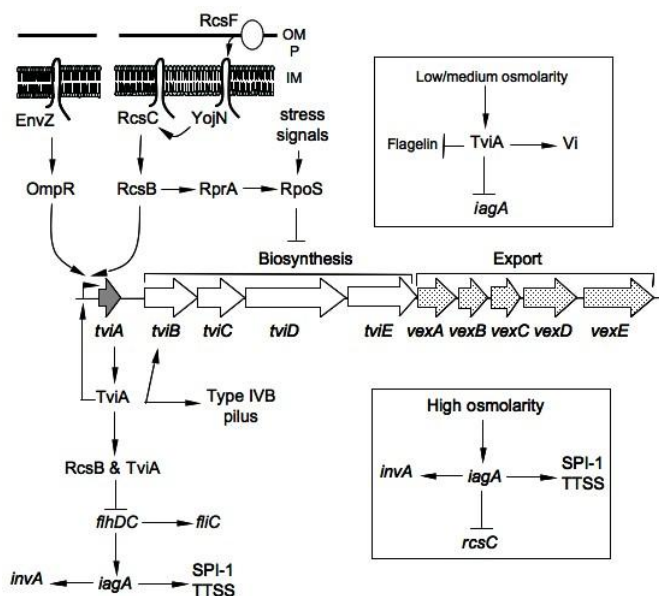 RcsF
OM
P
IM
EnvZ
RcsC
YojN
stress
signals
OmpR
RcsB
RprA
RpoS
Biosynthesis
Export
tviA
tviB
tviC
tviD
tviE
vexA
vexB
vexC
vexD
vexE
TviA
Type IVB
pilus
RcsB & TviA
flhDC
fliC
invA
iagA
SPI-1
TTSS
Low/medium osmolarity
Flagelin
TviA
Vi
iagA
High osmolarity
invA
iagA
SPI-1
TTSS
rcsC